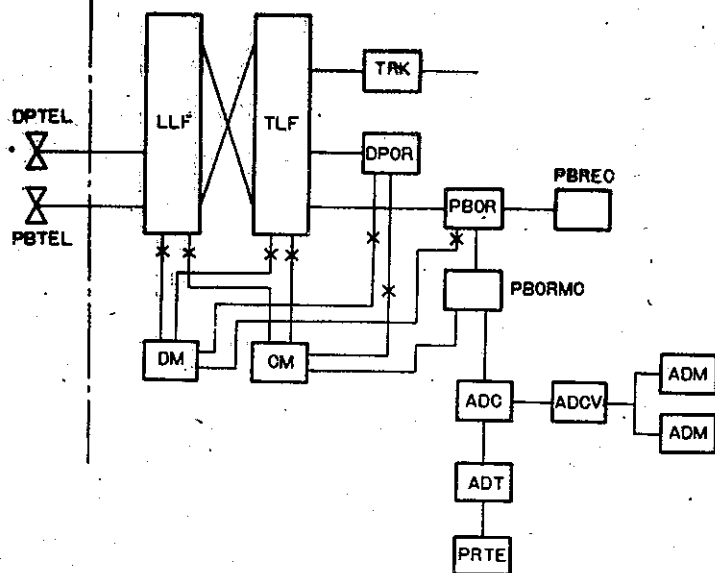 TRK
DPTEL
LLF
TLF
DPOR
PBREC
PBOR
PBTEL
PBORMC
DM
CM
ADM
ADC
ADCV
ADM
ADT
PRTE